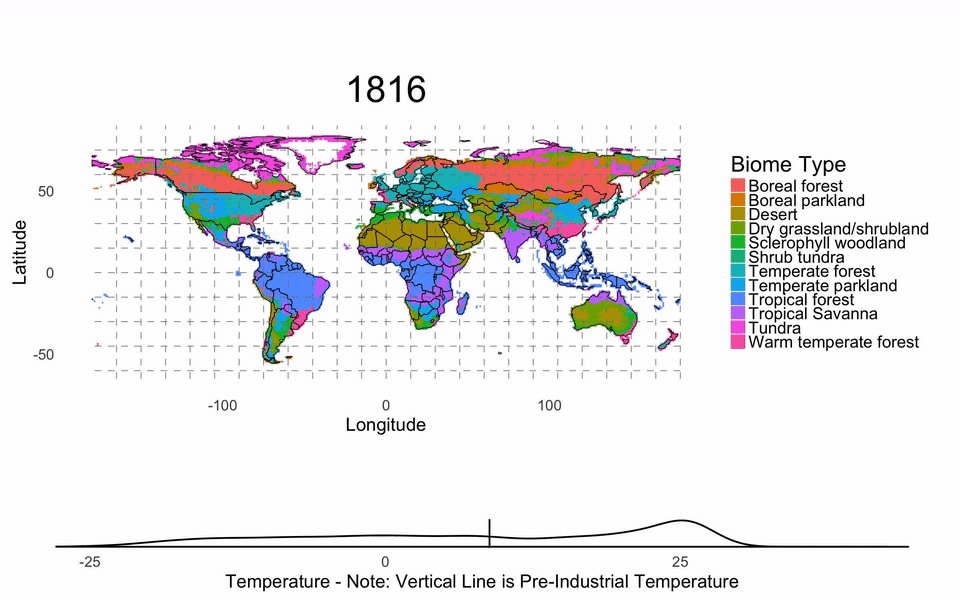 1816
Biome Type
Boreal forest
Boreal parkland
Desert
Dry grassland/shrubland
Sclerophyll woodland
Shrub tundra
Temperate forest
Temperate parkland
Tropical forest
Tropical Savanna
Tundra
Warm temperate forest
Latitude
50
0
-50
-100 0 100
Longitude
-25 0 25
Temperature - Note: Vertical Line is Pre-Industrial Temperature